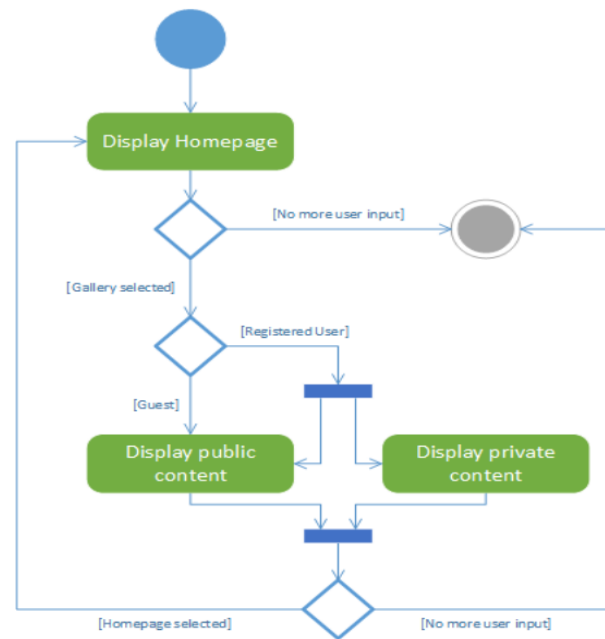 Display Homepage
[No more user input]
[Gallery selected]
[Registered User]
[Guest]
Display public
content
Display private
content
[Homepage selected]
[No more user input]